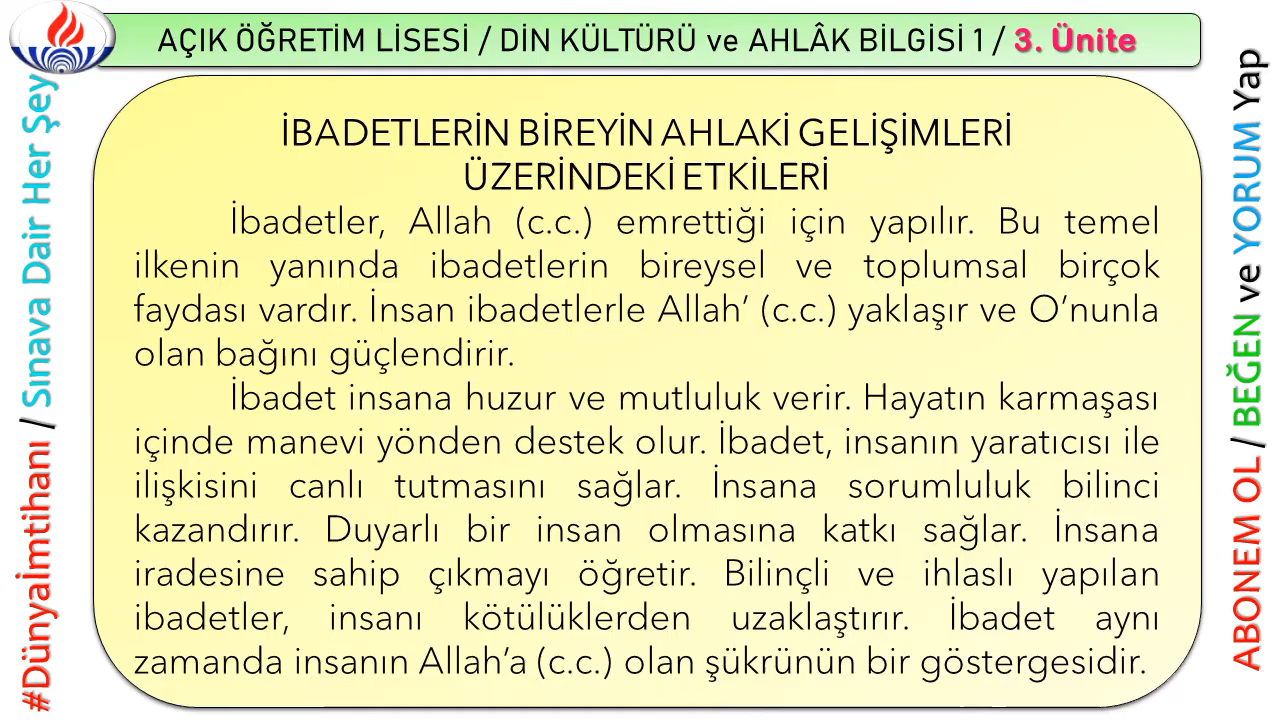 AÇIK ÖĞRETİM LİSESİ / DİN KÜLTÜRÜ ve AHLÂK BİLGİSİ 1 / 3. Ünite
#Dünyaİmtihanı / Sınava Dair Her Şey
İBADETLERİN BİREYİN AHLAKİ GELİŞİMLERİ
ÜZERİNDEKİ ETKİLERİ
İbadetler, Allah (c.c.) emrettiği için yapılır. Bu temel
ilkenin yanında ibadetlerin bireysel ve toplumsal birçok
faydası vardır. İnsan ibadetlerle Allah’ (c.c.) yaklaşır ve O’nunla
olan bağını güçlendirir.
İbadet insana huzur ve mutluluk verir. Hayatın karmaşası
içinde manevi yönden destek olur. İbadet, insanın yaratıcısı ile
ilişkisini canlı tutmasını sağlar. İnsana sorumluluk bilinci
kazandırır. Duyarlı bir insan olmasına katkı sağlar. İnsana
iradesine sahip çıkmayı öğretir. Bilinçli ve ihlaslı yapılan
ibadetler, insanı kötülüklerden uzaklaştırır. İbadet aynı
zamanda insanın Allah’a (c.c.) olan şükrünün bir göstergesidir.
ABONEM OL / BEĞEN ve YORUM Yap